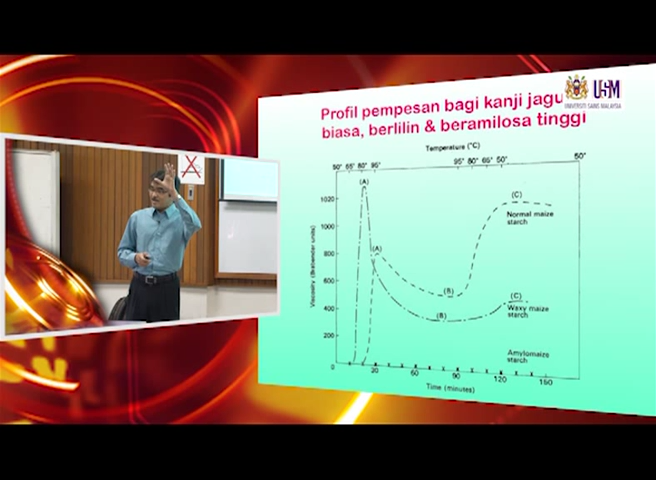 USM
UNIVERSITI SAINS MALAYSIA
Profil pempesan bagi kanji jagu
biasa, berlilin & beramilosa tinggi
Temperature (°C)
50° 65° 80° 95° 95° 80° 65° 50° 50°
(A)
(C)
1020
Normal maize
starch
1000
(A)
800
Viscosity (Brabender units)
600
(B)
(C)
400
Waxy maize
starch
(B)
200
Amylomaize
starch
0
30 60 90 120 150
Time (minutes)